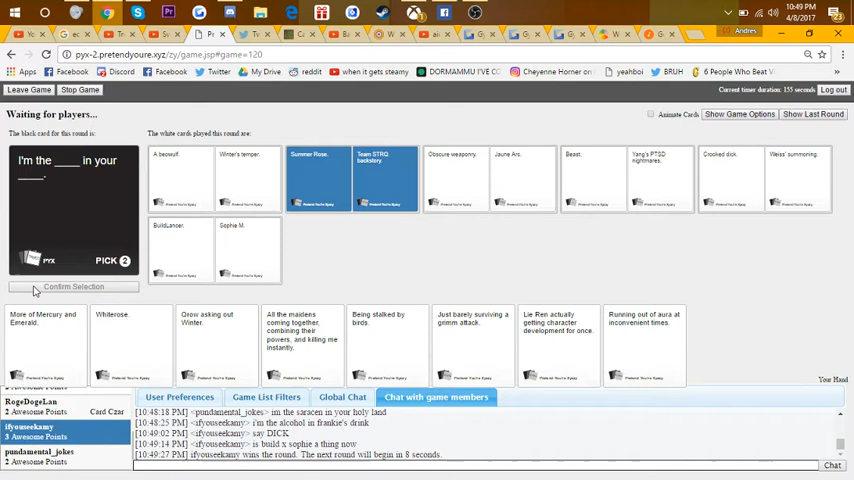 10:49 PM
4/8/2017
23
Andres
pyx-2.pretendyoure.xyz/zy/game.jsp#game=120
Apps Facebook Translate Twitter My Drive reddit when it gets steamy DORMAMMU I'VE C Cheyenne Horner on yeahboi BRUH 6 People Who Beat V
Leave Game Stop Game Current timer duration: 155 seconds Log out
Waiting for players... Animate Cards Show Game Options Show Last Round
The black card for this round is: The white cards played this round are:
I'm the ____ in your
____.
PYX PICK 2
A beowulf. Winter's temper. Summer Rose. Team STRQ
backstory. Obscure weaponry. Jaune Arc. Beast. Yang's PTSD
nightmares. Crocked dick. Weiss' summoning.
BuildLancer. Sophie M.
Confirm Selection
More of Mercury and
Emerald. Whiterose. Qrow asking out
Winter. All the maidens
coming together,
combining their
powers, and killing me
instantly. Being stalked by
birds. Just barely surviving a
grimm attack. Lie Ren actually
getting character
development for once. Running out of aura at
inconvenient times.
Your Hand
2 Awesome Points
RogeDogeLan
2 Awesome Points Card Czar
ifyouseekamy
3 Awesome Points
pundamental_jokes
2 Awesome Points
User Preferences Game List Filters Global Chat Chat with game members
[10:48:18 PM] <pundamental_jokes> im the saracen in your holy land
[10:48:25 PM] <ifyouseekamy> i'm the alcohol in frankie's drink
[10:49:02 PM] <ifyouseekamy> say DICK
[10:49:14 PM] <ifyouseekamy> is build x sophie a thing now
[10:49:27 PM] ifyouseekamy wins the round. The next round will begin in 8 seconds.
Chat